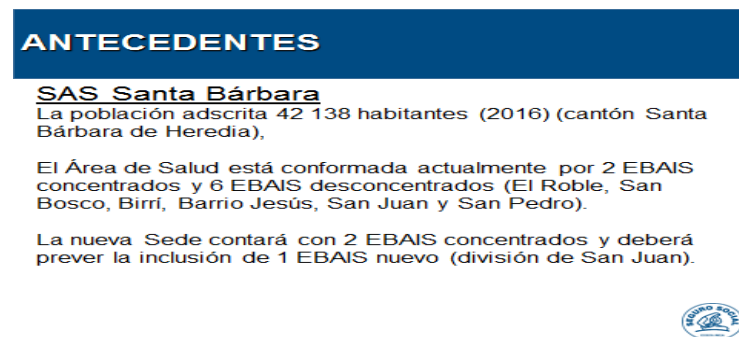 ANTECEDENTES
SAS Santa Bárbara
La población adscrita 42 138 habitantes (2016) (cantón Santa
Bárbara de Heredia),
El Área de Salud está conformada actualmente por 2 EBAIS
concentrados y 6 EBAIS desconcentrados (El Roble, San
Bosco, Birrí, Barrio Jesús, San Juan y San Pedro).
La nueva Sede contará con 2 EBAIS concentrados y deberá
prever la inclusión de 1 EBAIS nuevo (división de San Juan).
SEGURO SOCIAL